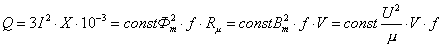 Q = 3I² · X · 10⁻³ = constΦ²ₘ · f · R_μ = constB²ₘ · f · V = const U²/μ · V · f